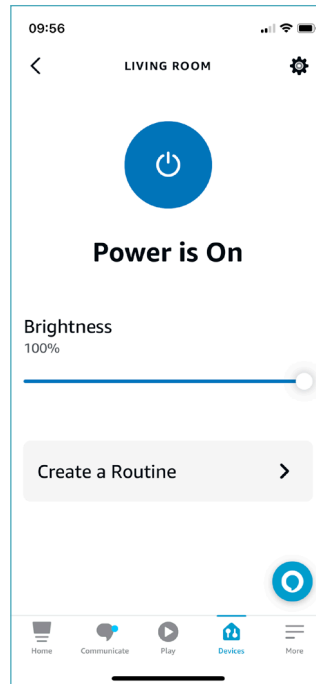 09:56
LIVING ROOM
Power is On
Brightness
100%
Create a Routine
Home Communicate Play Devices More